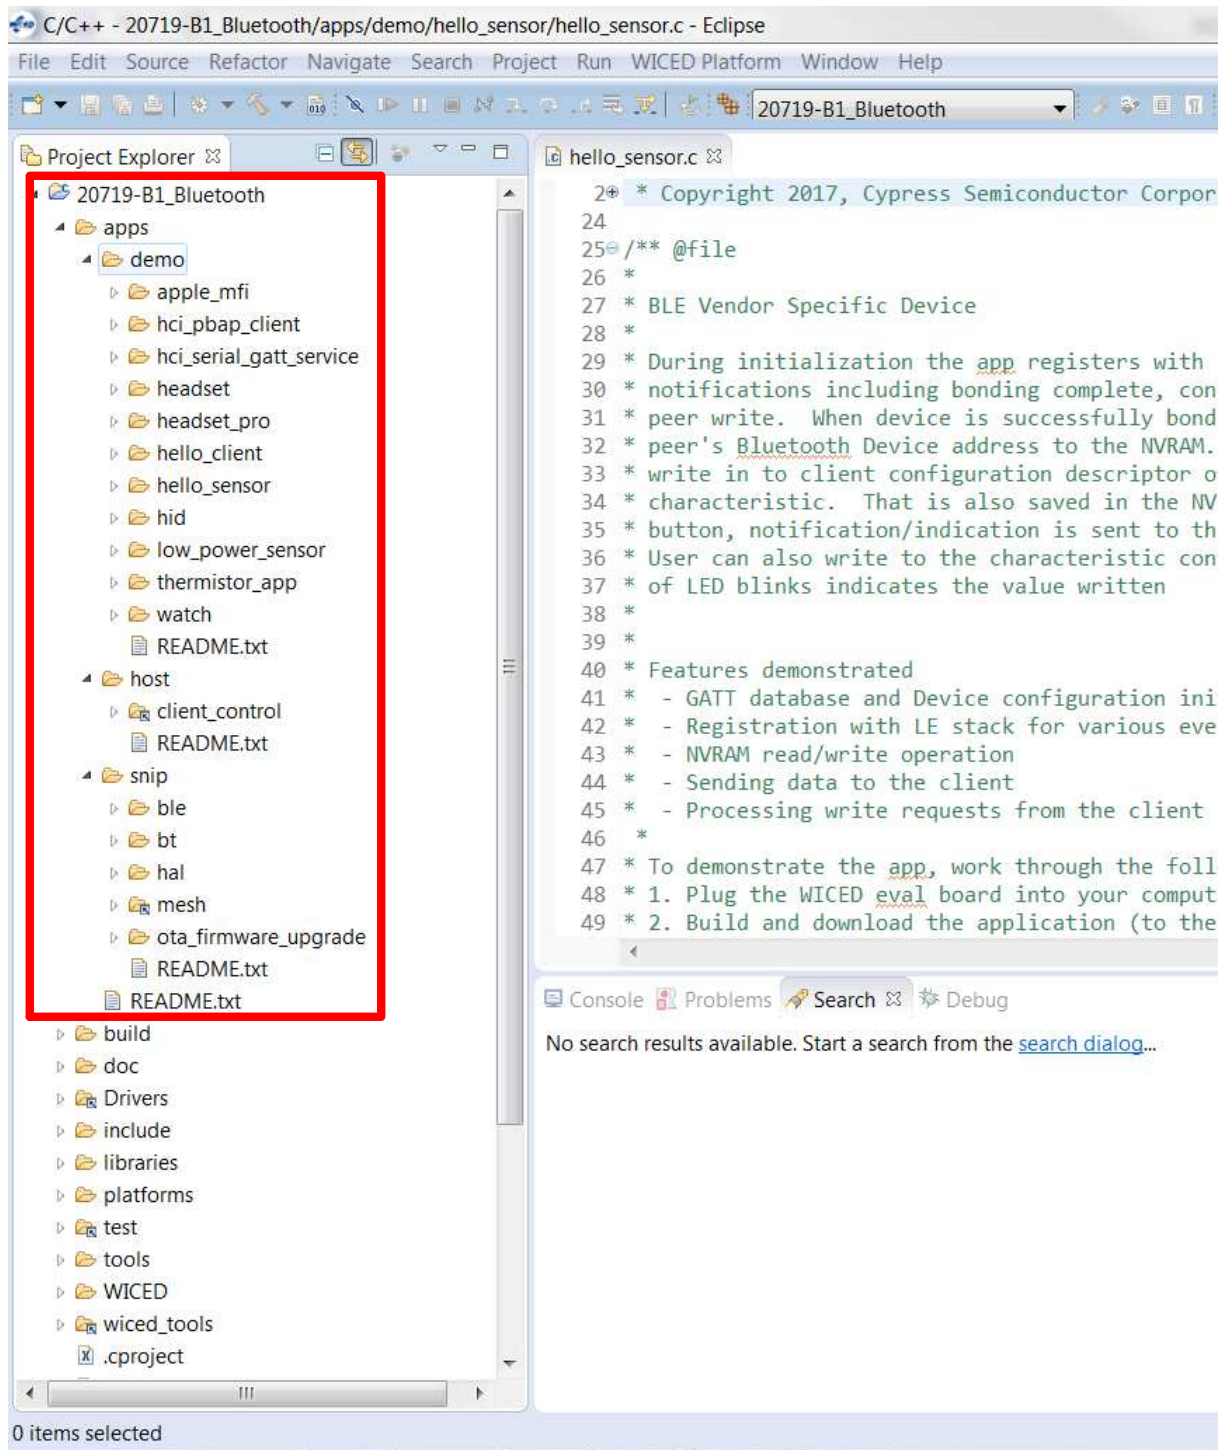 C/C++ - 20719-B1_Bluetooth/apps/demo/hello_sensor/hello_sensor.c - Eclipse
File Edit Source Refactor Navigate Search Project Run WICED Platform Window Help
010 20719-B1_Bluetooth
Project Explorer
20719-B1_Bluetooth
apps
demo
apple_mfi
hci_pbap_client
hci_serial_gatt_service
headset
headset_pro
hello_client
hello_sensor
hid
low_power_sensor
thermistor_app
watch
README.txt
host
client_control
README.txt
snip
ble
bt
hal
mesh
ota_firmware_upgrade
README.txt
README.txt
build
doc
Drivers
include
libraries
platforms
test
tools
WICED
wiced_tools
.cproject
0 items selected
hello_sensor.c
2 * Copyright 2017, Cypress Semiconductor Corpor
24
25 /** @file
26 *
27 * BLE Vendor Specific Device
28 *
29 * During initialization the app registers with
30 * notifications including bonding complete, con
31 * peer write.  When device is successfully bond
32 * peer's Bluetooth Device address to the NVRAM.
33 * write in to client configuration descriptor o
34 * characteristic.  That is also saved in the NV
35 * button, notification/indication is sent to th
36 * User can also write to the characteristic con
37 * of LED blinks indicates the value written
38 *
39 *
40 * Features demonstrated
41 *  - GATT database and Device configuration ini
42 *  - Registration with LE stack for various eve
43 *  - NVRAM read/write operation
44 *  - Sending data to the client
45 *  - Processing write requests from the client
46 *
47 * To demonstrate the app, work through the foll
48 * 1. Plug the WICED eval board into your comput
49 * 2. Build and download the application (to the
Console Problems Search Debug
No search results available. Start a search from the search dialog...